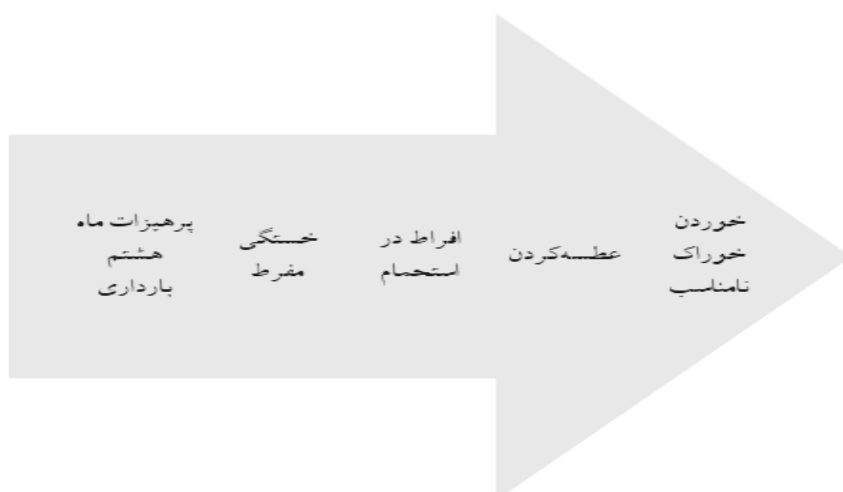 خوردن
خوراک
نامناسب
عطسه‌کردن
افراط در
استحمام
خستگی
مفرط
پرهیزات ماه
هشتم
بارداری